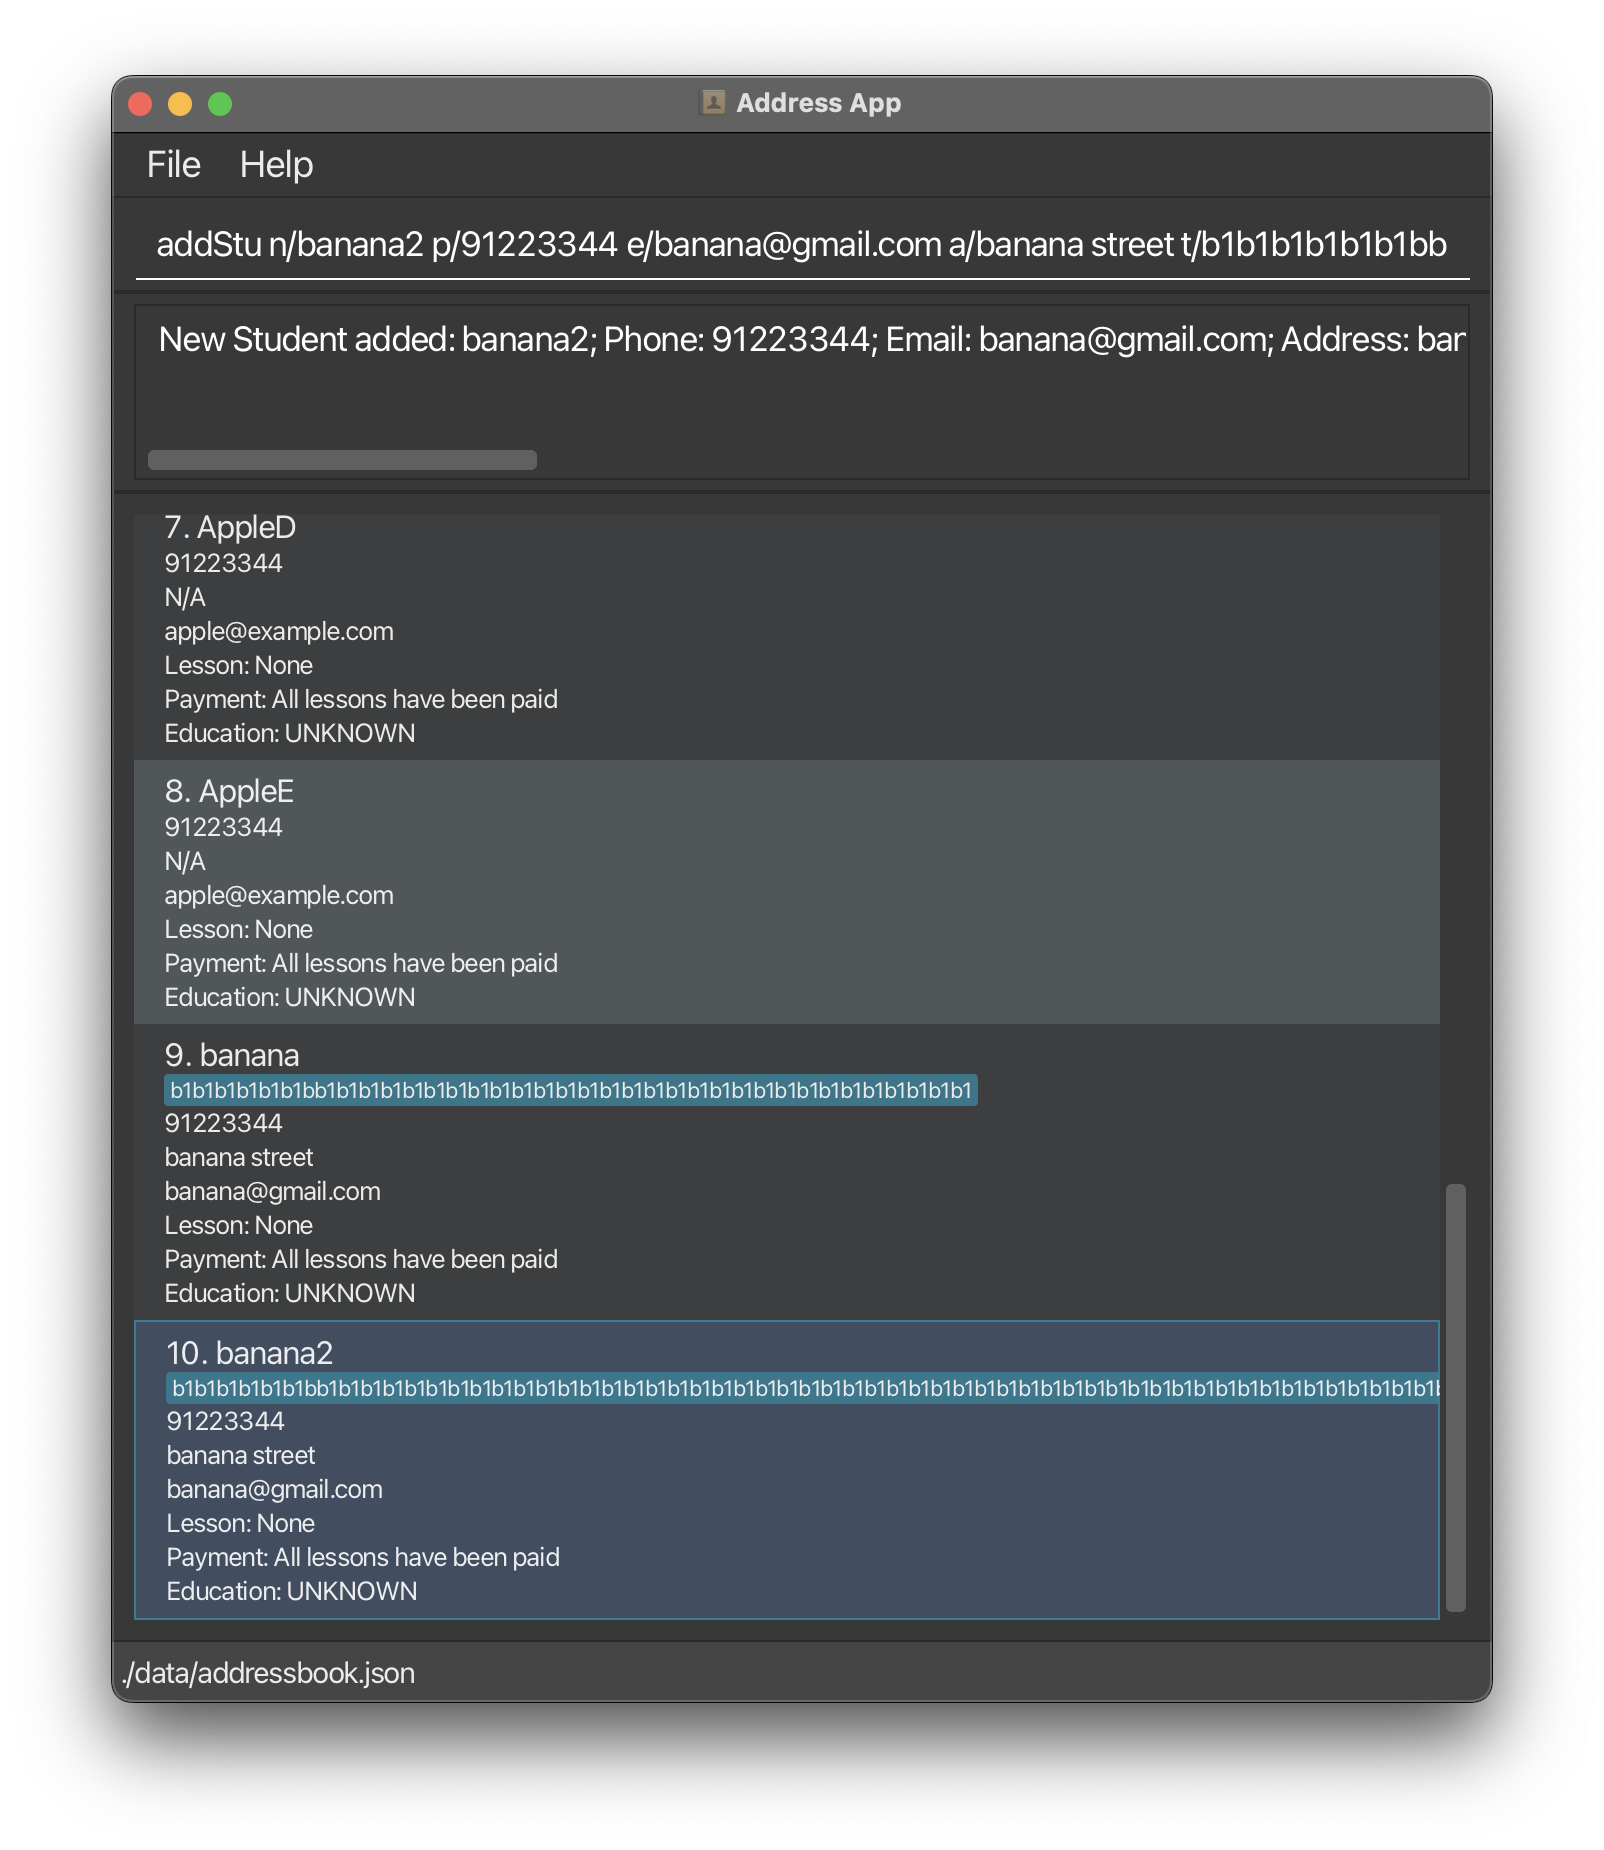 Address App
File Help
addStu n/banana2 p/91223344 e/banana@gmail.com a/banana street t/b1b1b1b1b1b1bb
New Student added: banana2; Phone: 91223344; Email: banana@gmail.com; Address: ban
7. AppleD
91223344
N/A
apple@example.com
Lesson: None
Payment: All lessons have been paid
Education: UNKNOWN
8. AppleE
91223344
N/A
apple@example.com
Lesson: None
Payment: All lessons have been paid
Education: UNKNOWN
9. banana
b1b1b1b1b1b1bb1b1b1b1b1b1b1b1b1b1b1b1b1b1b1b1b1b1b1b1b1b1b1b1b1b1b1b1b1b1
91223344
banana street
banana@gmail.com
Lesson: None
Payment: All lessons have been paid
Education: UNKNOWN
10. banana2
91223344
banana street
banana@gmail.com
Lesson: None
Payment: All lessons have been paid
Education: UNKNOWN
./data/addressbook.json